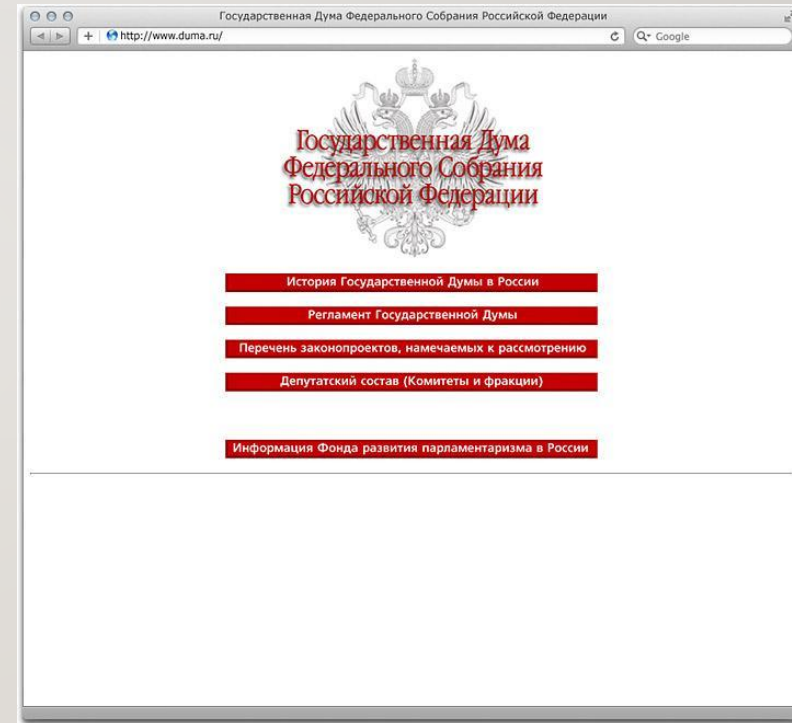 Государственная Дума Федерального Собрания Российской Федерации
http://www.duma.ru/
Google
Государственная Дума
Федерального Собрания
Российской Федерации
История Государственной Думы в России
Регламент Государственной Думы
Перечень законопроектов, намечаемых к рассмотрению
Депутатский состав (Комитеты и фракции)
Информация Фонда развития парламентаризма в России